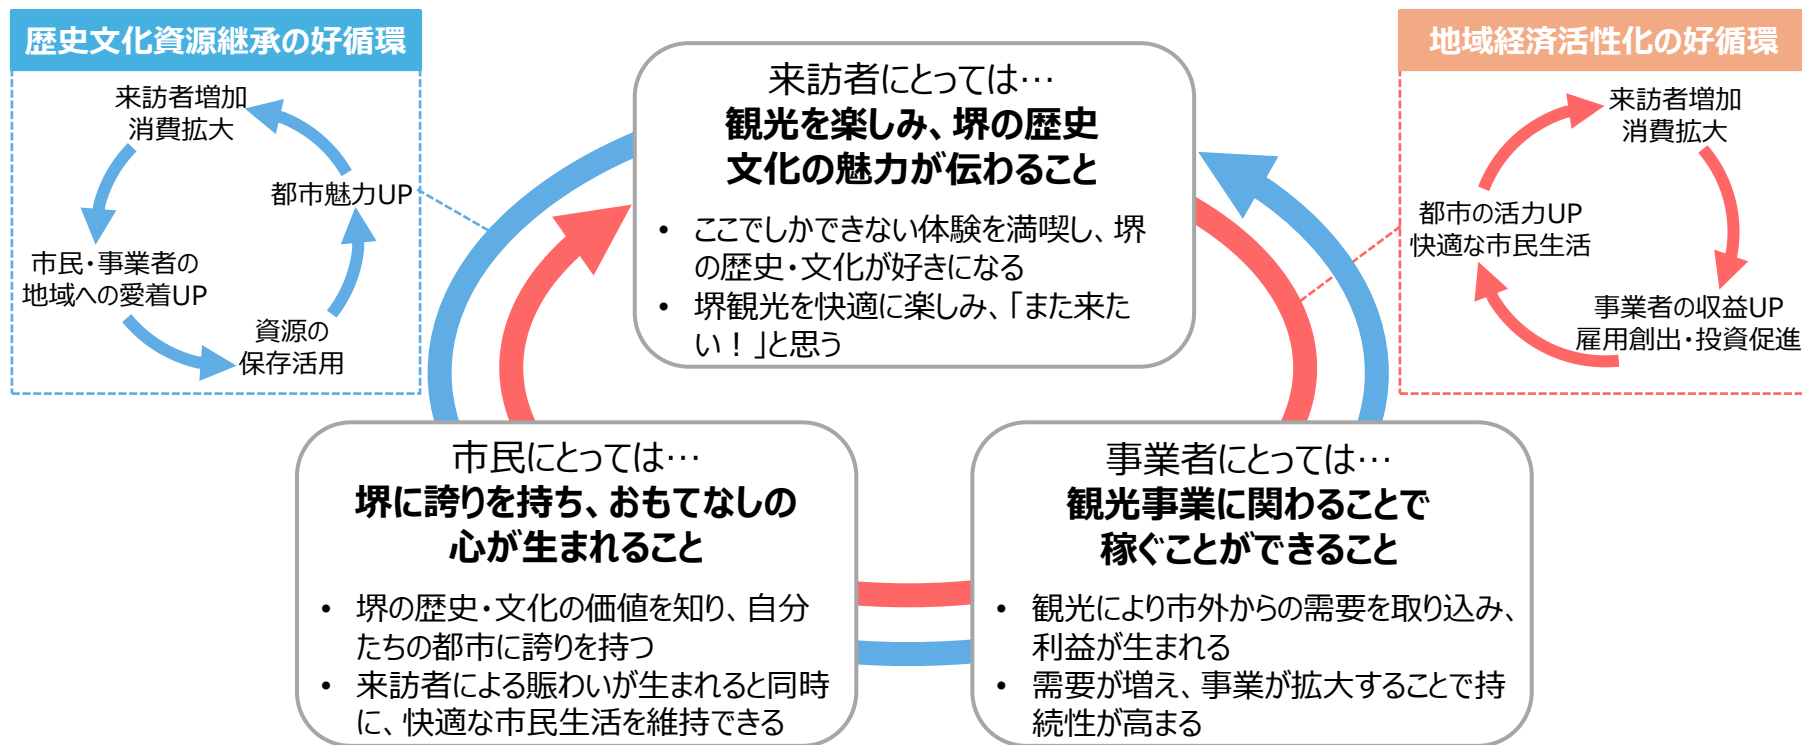 歴史文化資源継承の好循環
来訪者増加
消費拡大
都市魅力UP
市民・事業者の
地域への愛着UP
資源の
保存活用
来訪者にとっては…
観光を楽しみ、堺の歴史
文化の魅力が伝わること
• ここでしかできない体験を満喫し、堺
の歴史・文化が好きになる
• 堺観光を快適に楽しみ、「また来た
い！」と思う
地域経済活性化の好循環
来訪者増加
消費拡大
都市の活力UP
快適な市民生活
事業者の収益UP
雇用創出・投資促進
市民にとっては…
堺に誇りを持ち、おもてなしの
心が生まれること
• 堺の歴史・文化の価値を知り、自分
たちの都市に誇りを持つ
• 来訪者による賑わいが生まれると同時
に、快適な市民生活を維持できる
事業者にとっては…
観光事業に関わることで
稼ぐことができること
• 観光により市外からの需要を取り込み、
利益が生まれる
• 需要が増え、事業が拡大することで持
続性が高まる